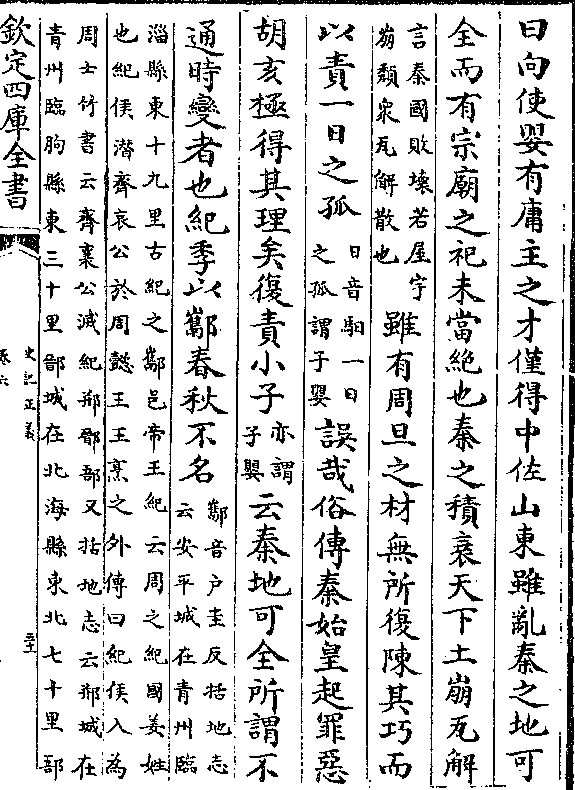 曰向使嬰有庸主之才僅得中佐山東雖亂秦之地可
全而有宗廟之祀未當絶也秦之積衰天下土崩瓦解
言秦國敗壊若屋宇
崩頽衆瓦解散也
雖有周旦之材無所復陳其巧而
以責一日之孤
日音馹一日
之孤謂子嬰
誤哉俗傳秦始皇起罪惡
胡亥極得其理矣復責小子
亦謂
子嬰
云秦地可全所謂不
通時變者也紀季以酅春秋不名
酅音户圭反括地志
云安平城在青州臨
淄縣東十九里古紀之酅邑帝王紀云周之紀國姜姓
也紀侯潛齊哀公於周懿王王烹之外傳曰紀侯入為
周士竹書云齊襄公滅紀郱鄑郚又括地志云郱城在
青州臨朐縣東三十里鄑城在北海縣東北七十里郚
欽定四庫全書
史記正義
卷六